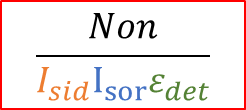 Non
I_sid I_sor ε_det